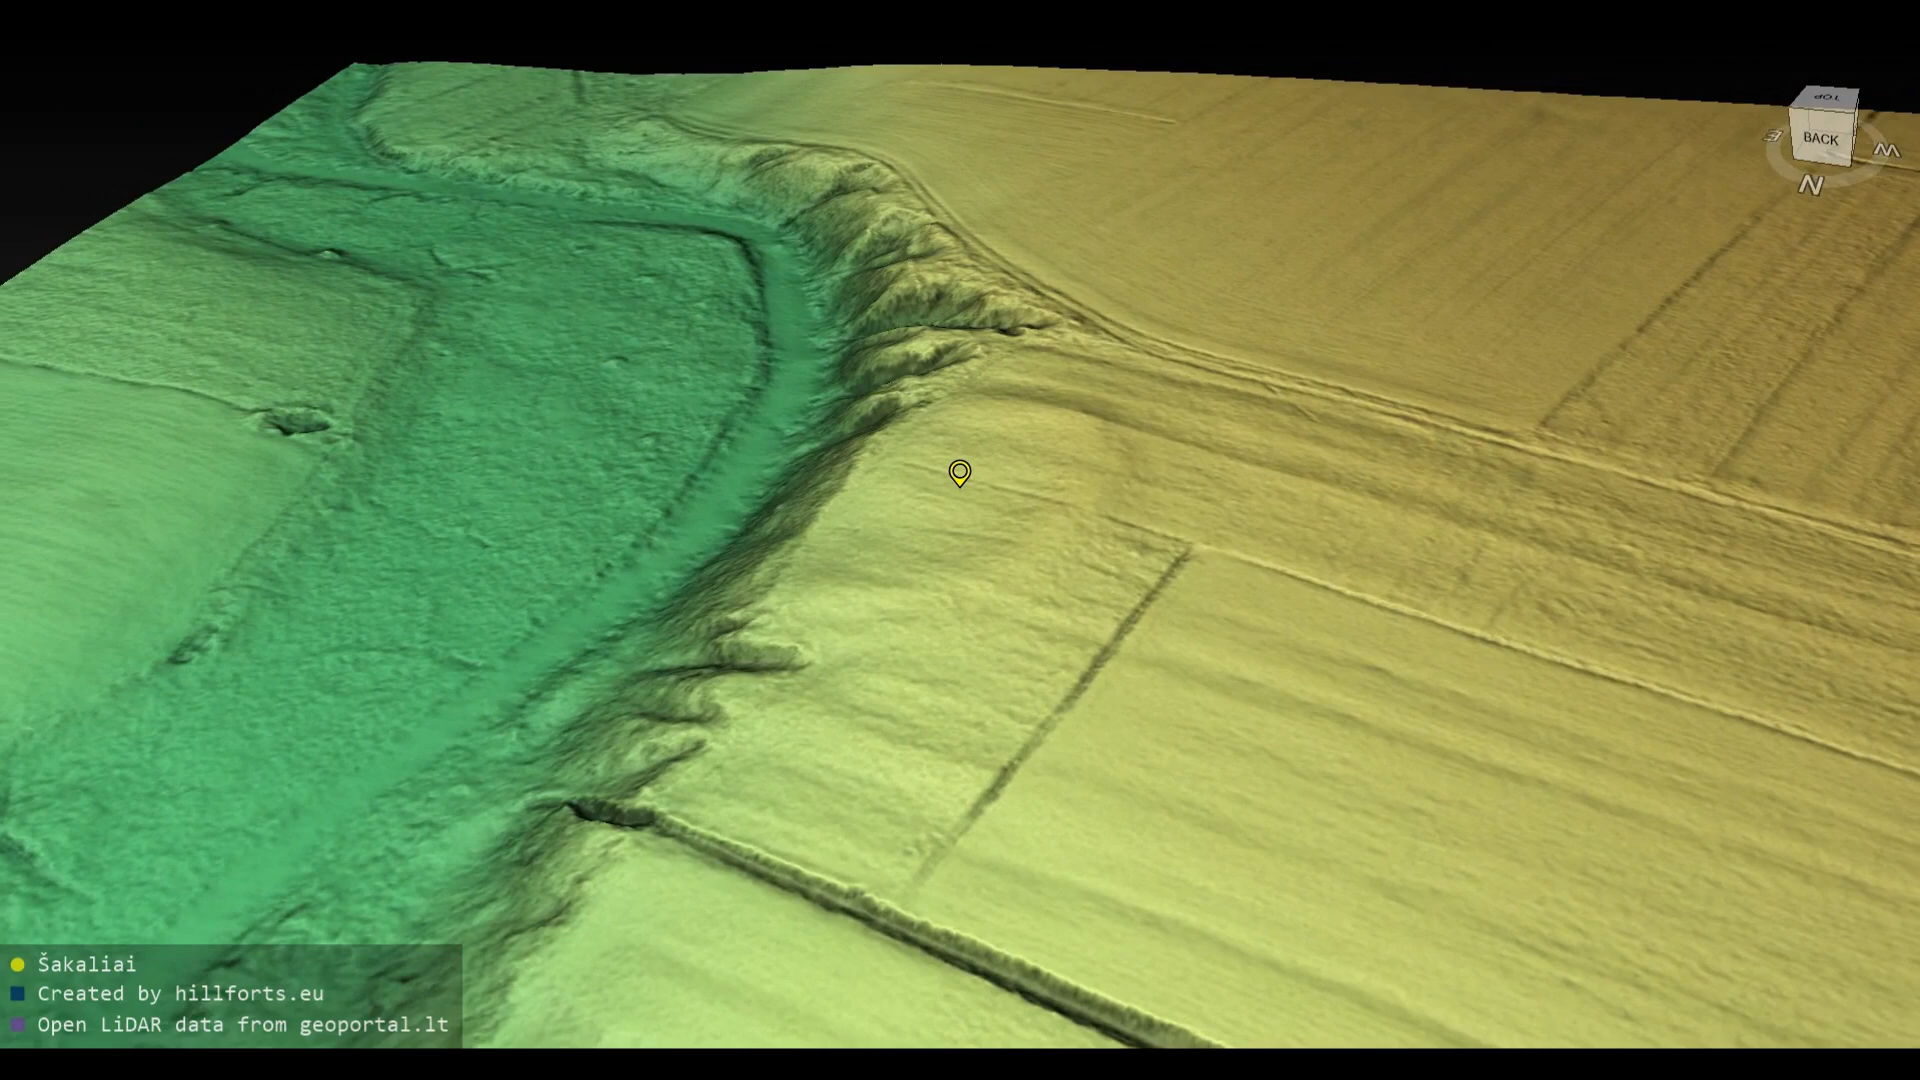 TOP
E BACK W
N
Šakaliai
Created by hillforts.eu
Open LiDAR data from geoportal.lt